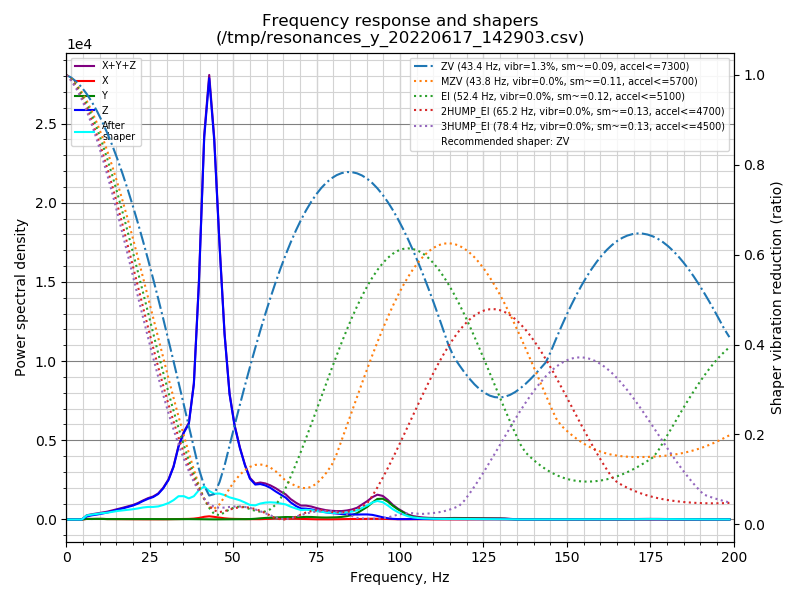 Frequency response and shapers
(/tmp/resonances_y_20220617_142903.csv)
1e4
X+Y+Z
X
Y
Z
After
shaper
ZV (43.4 Hz, vibr=1.3%, sm~=0.09, accel<=7300)
MZV (43.8 Hz, vibr=0.0%, sm~=0.11, accel<=5700)
EI (52.4 Hz, vibr=0.0%, sm~=0.12, accel<=5100)
2HUMP_EI (65.2 Hz, vibr=0.0%, sm~=0.13, accel<=4700)
3HUMP_EI (78.4 Hz, vibr=0.0%, sm~=0.13, accel<=4500)
Recommended shaper: ZV
Power spectral density
2.5
2.0
1.5
1.0
0.5
0.0
1.0
0.8
0.6
0.4
0.2
0.0
Shaper vibration reduction (ratio)
0 25 50 75 100 125 150 175 200
Frequency, Hz